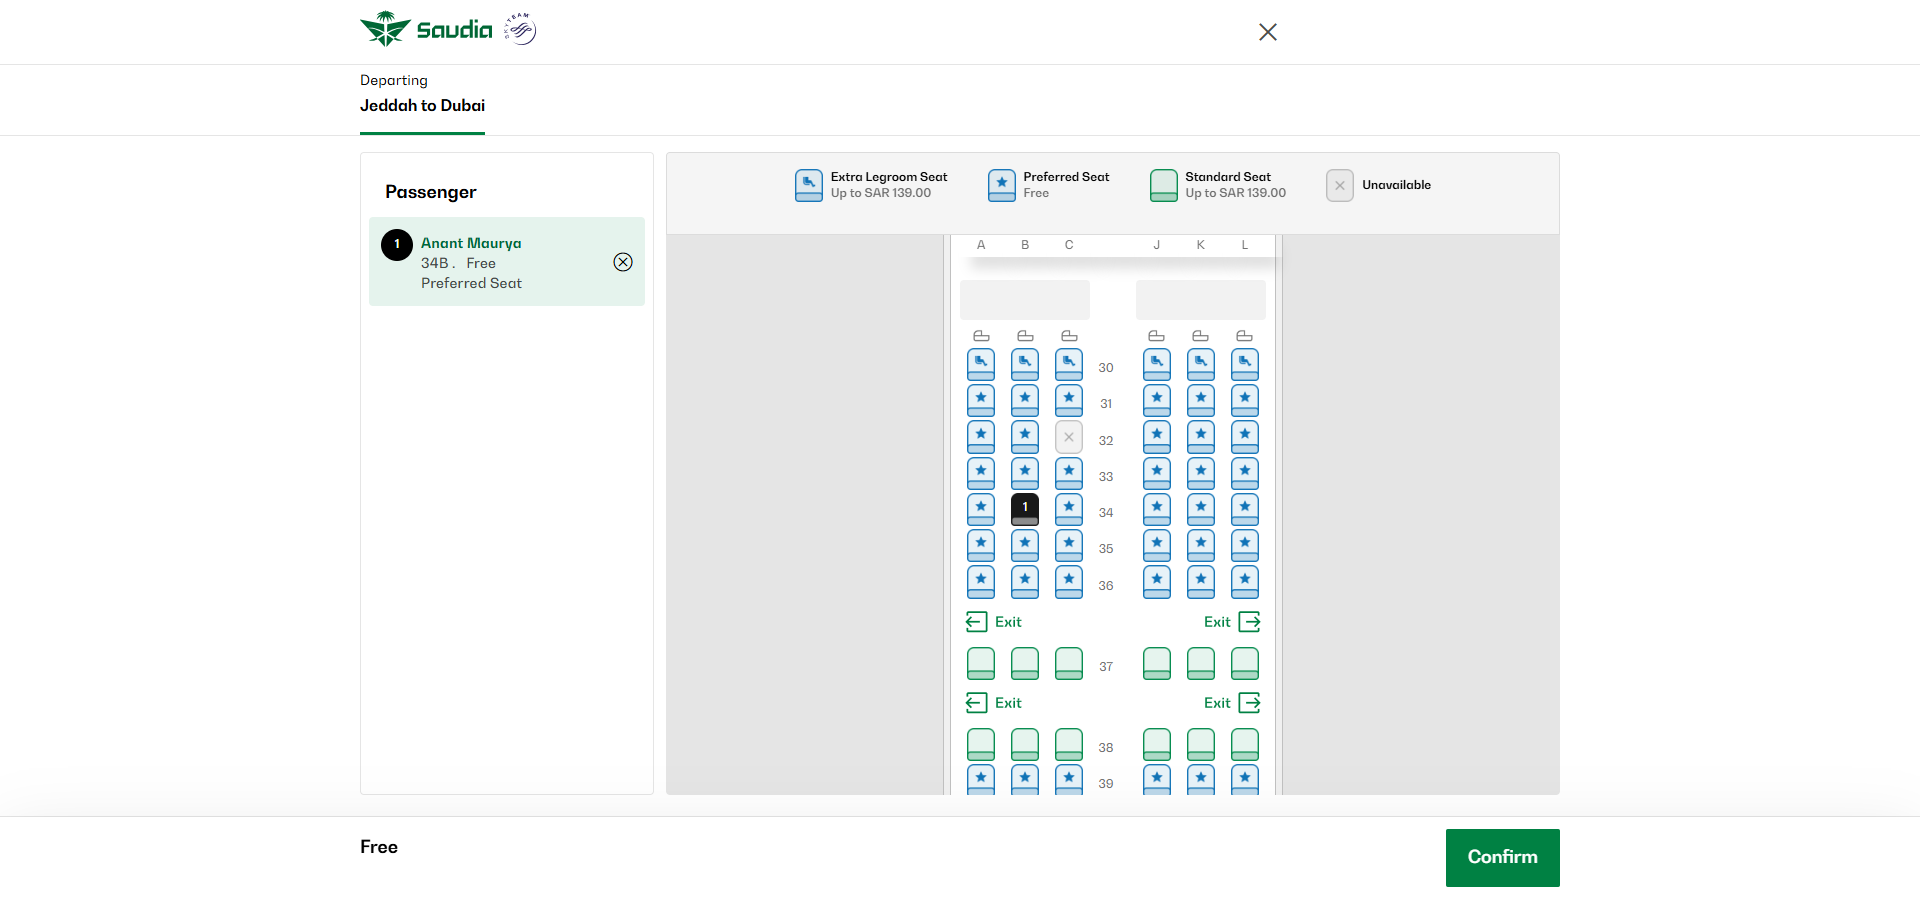 Saudia
SKYTEAM
Departing
Jeddah to Dubai
Passenger
1
Anant Maurya
34B . Free
Preferred Seat
Extra Legroom Seat
Up to SAR 139.00
Preferred Seat
Free
Standard Seat
Up to SAR 139.00
Unavailable
A B C J K L
30
31
32
33
1 34
35
36
Exit Exit
37
Exit Exit
38
39
Free
Confirm